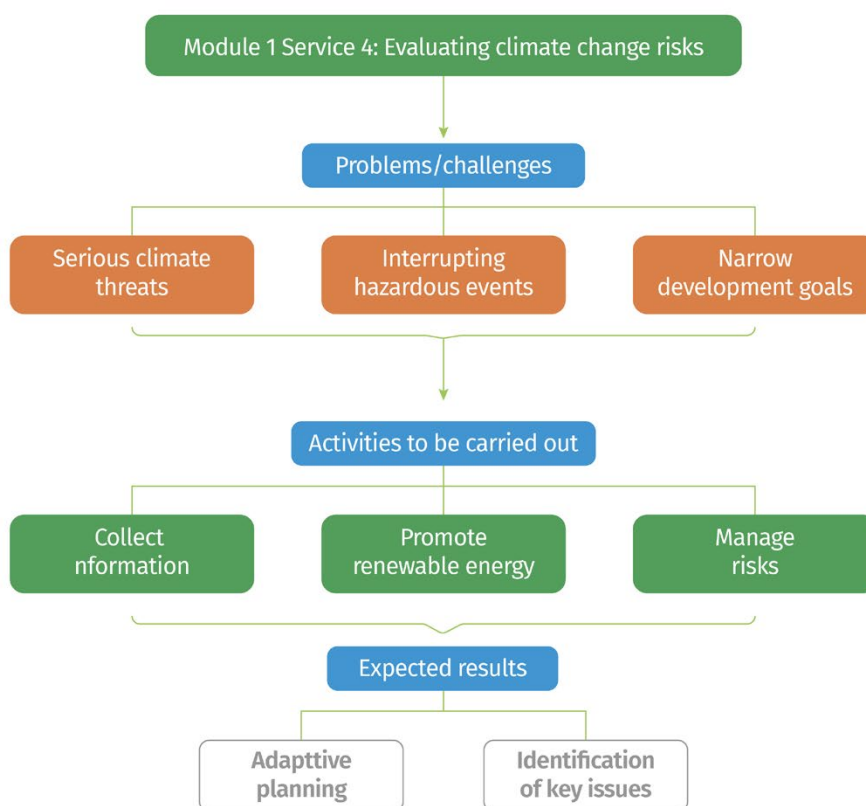 Module 1 Service 4: Evaluating climate change risks
Problems/challenges
Serious climate
threats
Interrupting
hazardous events
Narrow
development goals
Activities to be carried out
Collect
nformation
Promote
renewable energy
Manage
risks
Expected results
Adapttive
planning
Identification
of key issues